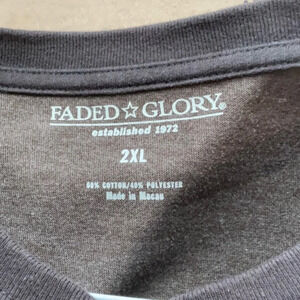 FADED☆GLORY®
established 1972
2XL
60% COTTON/40% POLYESTER
Made in Macau